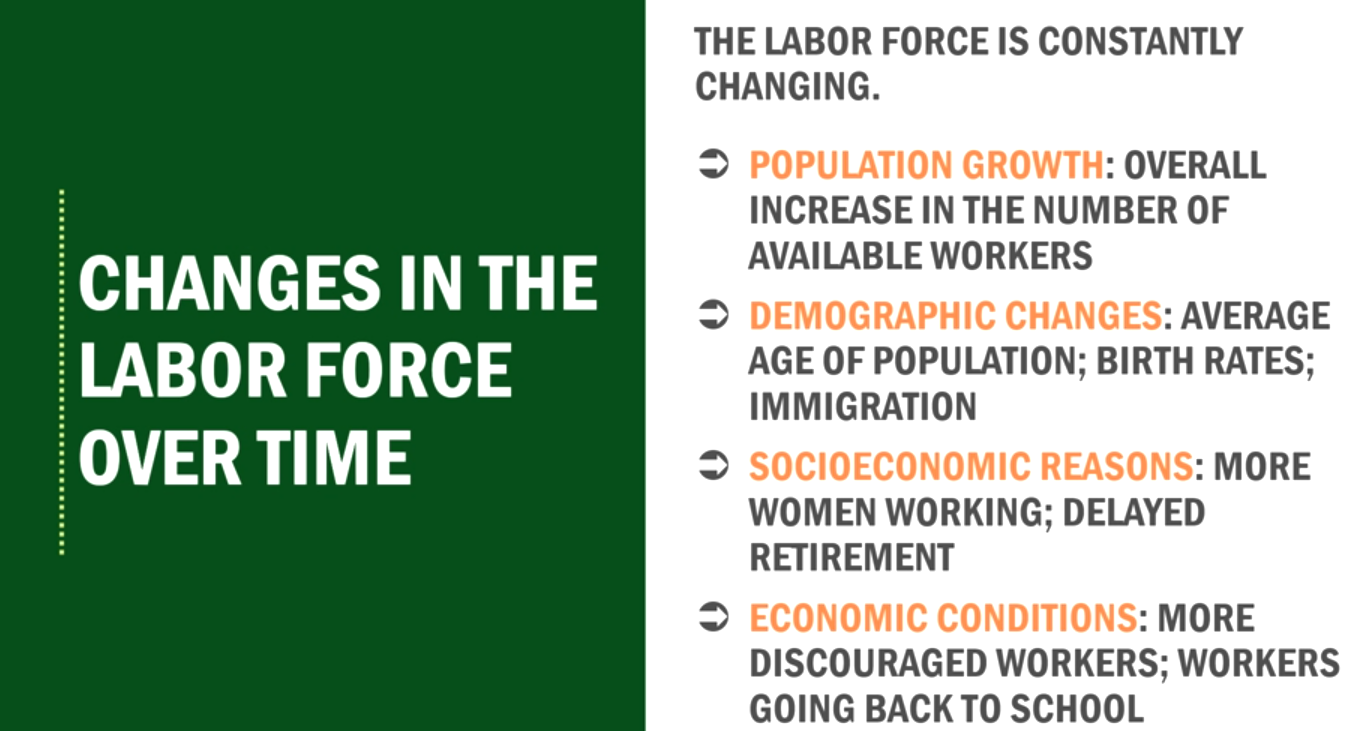 CHANGES IN THE
LABOR FORCE
OVER TIME
THE LABOR FORCE IS CONSTANTLY
CHANGING.
➲ POPULATION GROWTH: OVERALL
INCREASE IN THE NUMBER OF
AVAILABLE WORKERS
➲ DEMOGRAPHIC CHANGES: AVERAGE
AGE OF POPULATION; BIRTH RATES;
IMMIGRATION
➲ SOCIOECONOMIC REASONS: MORE
WOMEN WORKING; DELAYED
RETIREMENT
➲ ECONOMIC CONDITIONS: MORE
DISCOURAGED WORKERS; WORKERS
GOING BACK TO SCHOOL